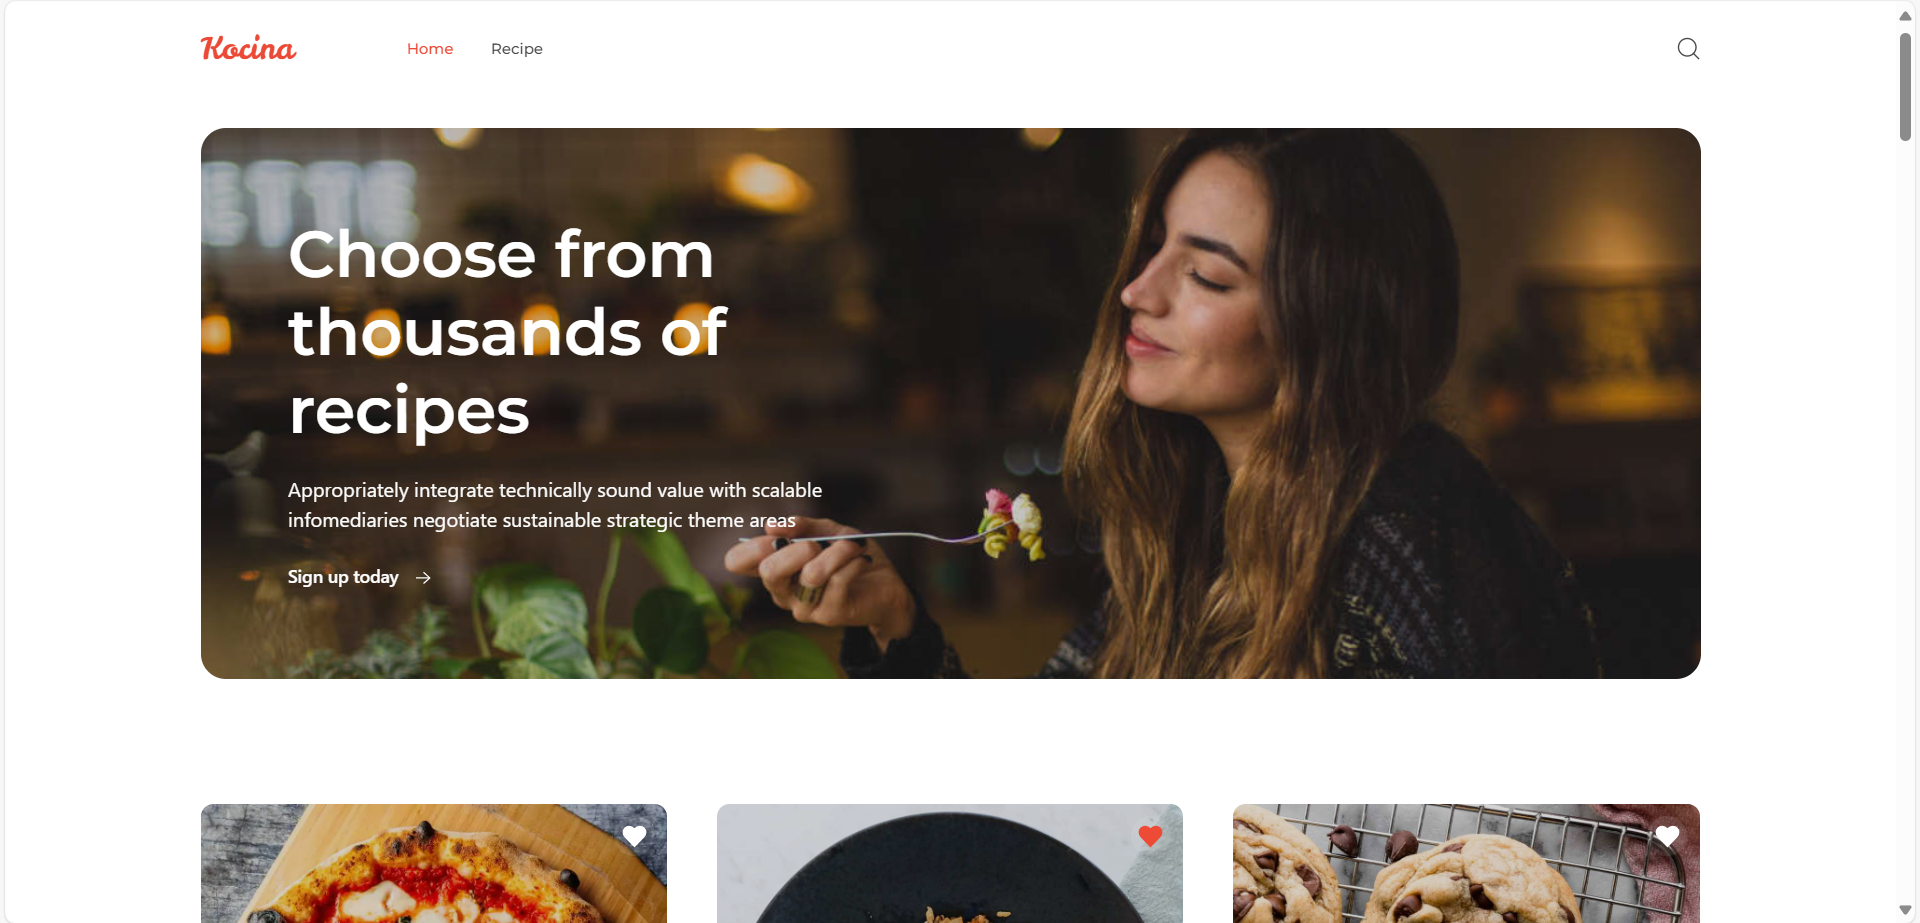 Kocina
Home
Recipe
ETTE
Choose from
thousands of
recipes
Appropriately integrate technically sound value with scalable
infomediaries negotiate sustainable strategic theme areas
Sign up today